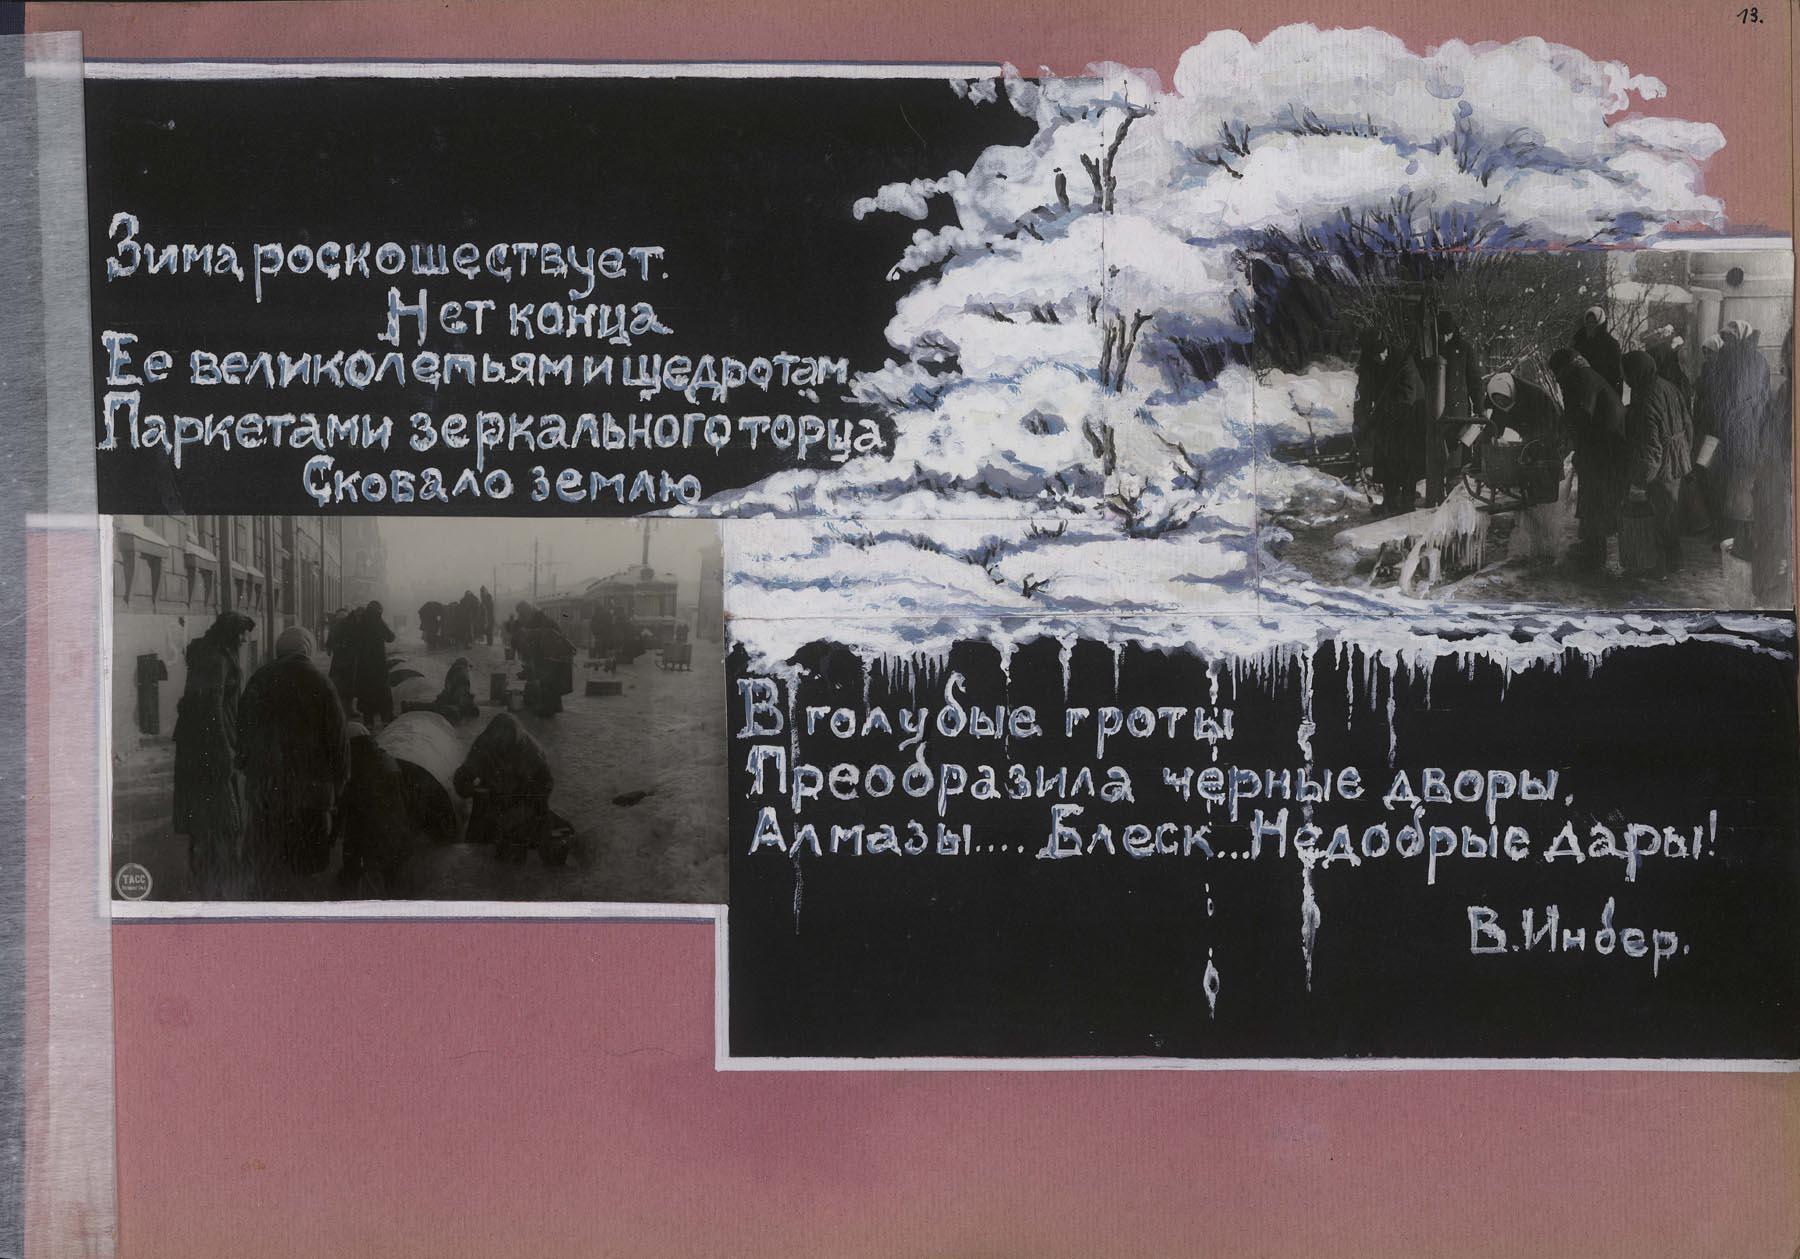 13.
Зима роскошествует.
Нет конца
Ее великолепьям и щедротам.
Паркетами зеркального торца
Сковало землю
В голубые гроты
Преобразила черные дворы.
Алмазы.... Блеск...Недобрые дары!
В.Инбер.
ТАСС